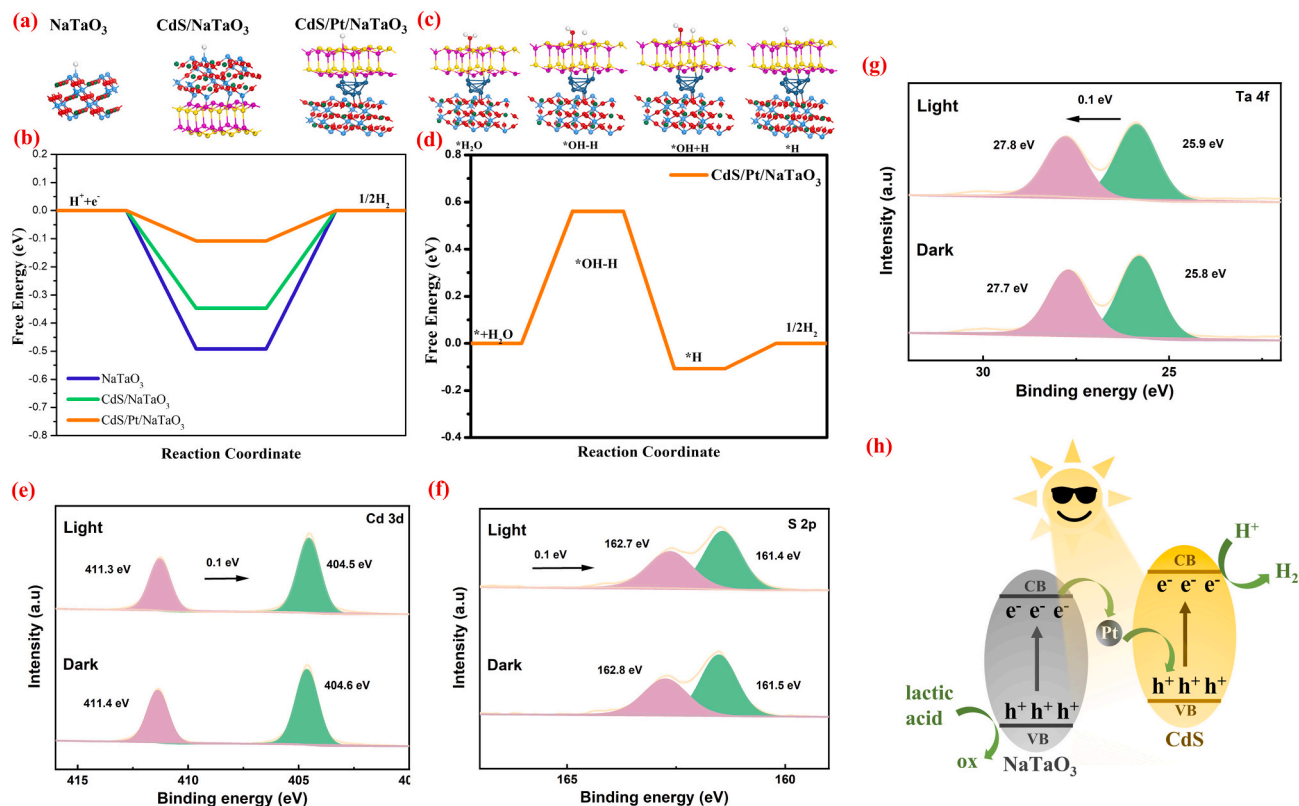 (a)
NaTaO₃
CdS/NaTaO₃
CdS/Pt/NaTaO₃
(c)
*H₂O
*OH-H
*OH+H
*H
(b)
0.2
0.1
0.0
-0.1
-0.2
-0.3
-0.4
-0.5
-0.6
-0.7
-0.8
Free Energy (eV)
H⁺+e⁻
1/2H₂
NaTaO₃
CdS/NaTaO₃
CdS/Pt/NaTaO₃
Reaction Coordinate
(d)
0.8
0.6
0.4
0.2
0.0
-0.2
-0.4
Free Energy (eV)
CdS/Pt/NaTaO₃
*+H₂O
*OH-H
*H
1/2H₂
Reaction Coordinate
(g)
Ta 4f
Light
0.1 eV
27.8 eV
25.9 eV
Dark
27.7 eV
25.8 eV
Intensity (a.u)
30
25
Binding energy (eV)
(e)
Cd 3d
Light
411.3 eV
0.1 eV
404.5 eV
Dark
411.4 eV
404.6 eV
Intensity (a.u)
415
410
405
40
Binding energy (eV)
(f)
S 2p
Light
0.1 eV
162.7 eV
161.4 eV
Dark
162.8 eV
161.5 eV
Intensity (a.u)
165
160
Binding energy (eV)
(h)
H⁺
H₂
CB
e⁻ e⁻ e⁻
CB
e⁻ e⁻ e⁻
Pt
h⁺ h⁺ h⁺
VB
CdS
lactic
acid
h⁺ h⁺ h⁺
VB
ox
NaTaO₃